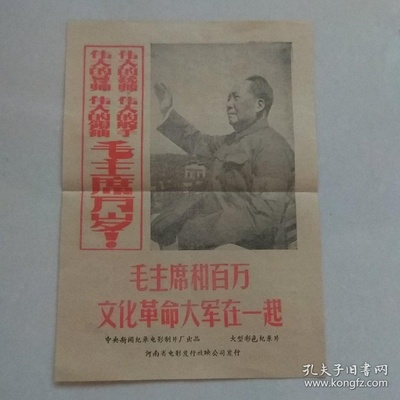 伟大的导师
伟大的统帅
伟大的领袖
伟大的舵手
毛主席万岁!
毛主席和百万
文化革命大军在一起
中央新闻纪录电影制片厂出品 大型彩色纪录片
河南省电影发行放映公司发行
孔夫子旧书网